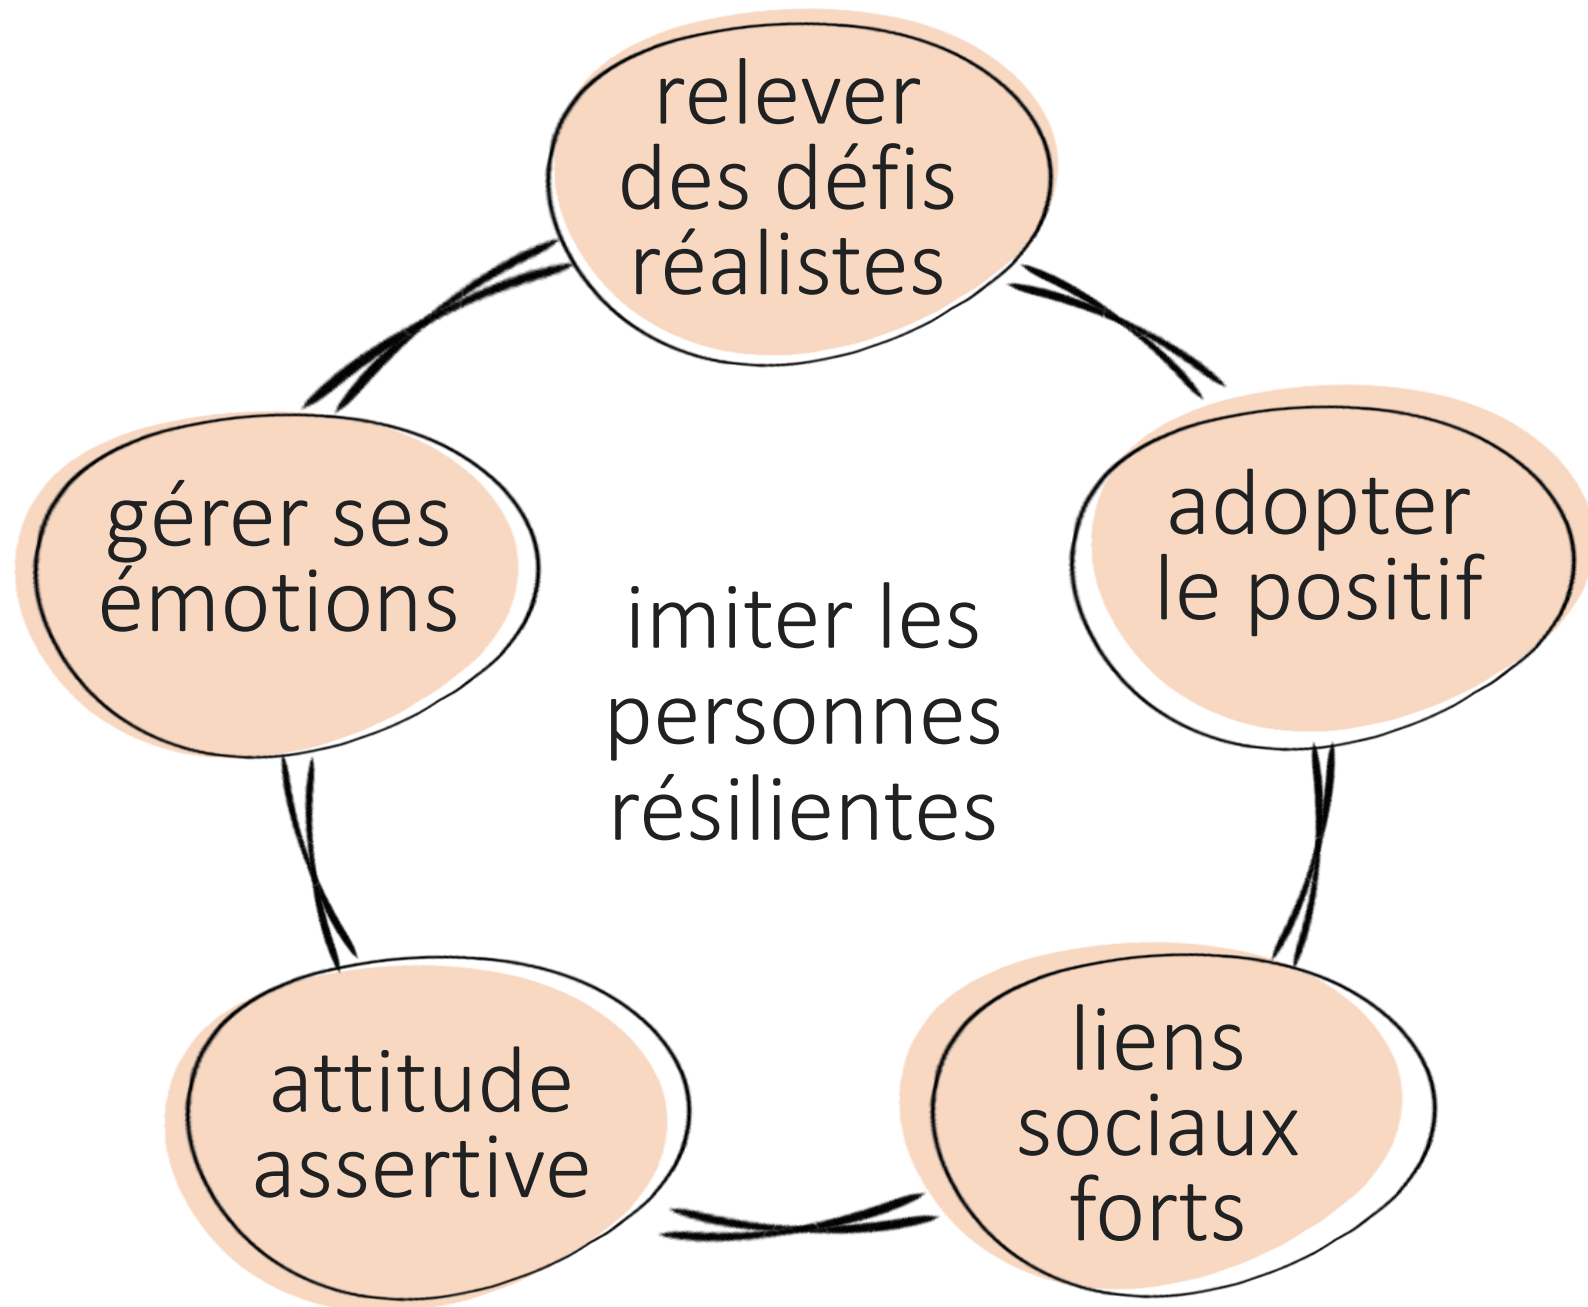 relever
des défis
réalistes
adopter
le positif
gérer ses
émotions
imiter les
personnes
résilientes
liens
sociaux
forts
attitude
assertive